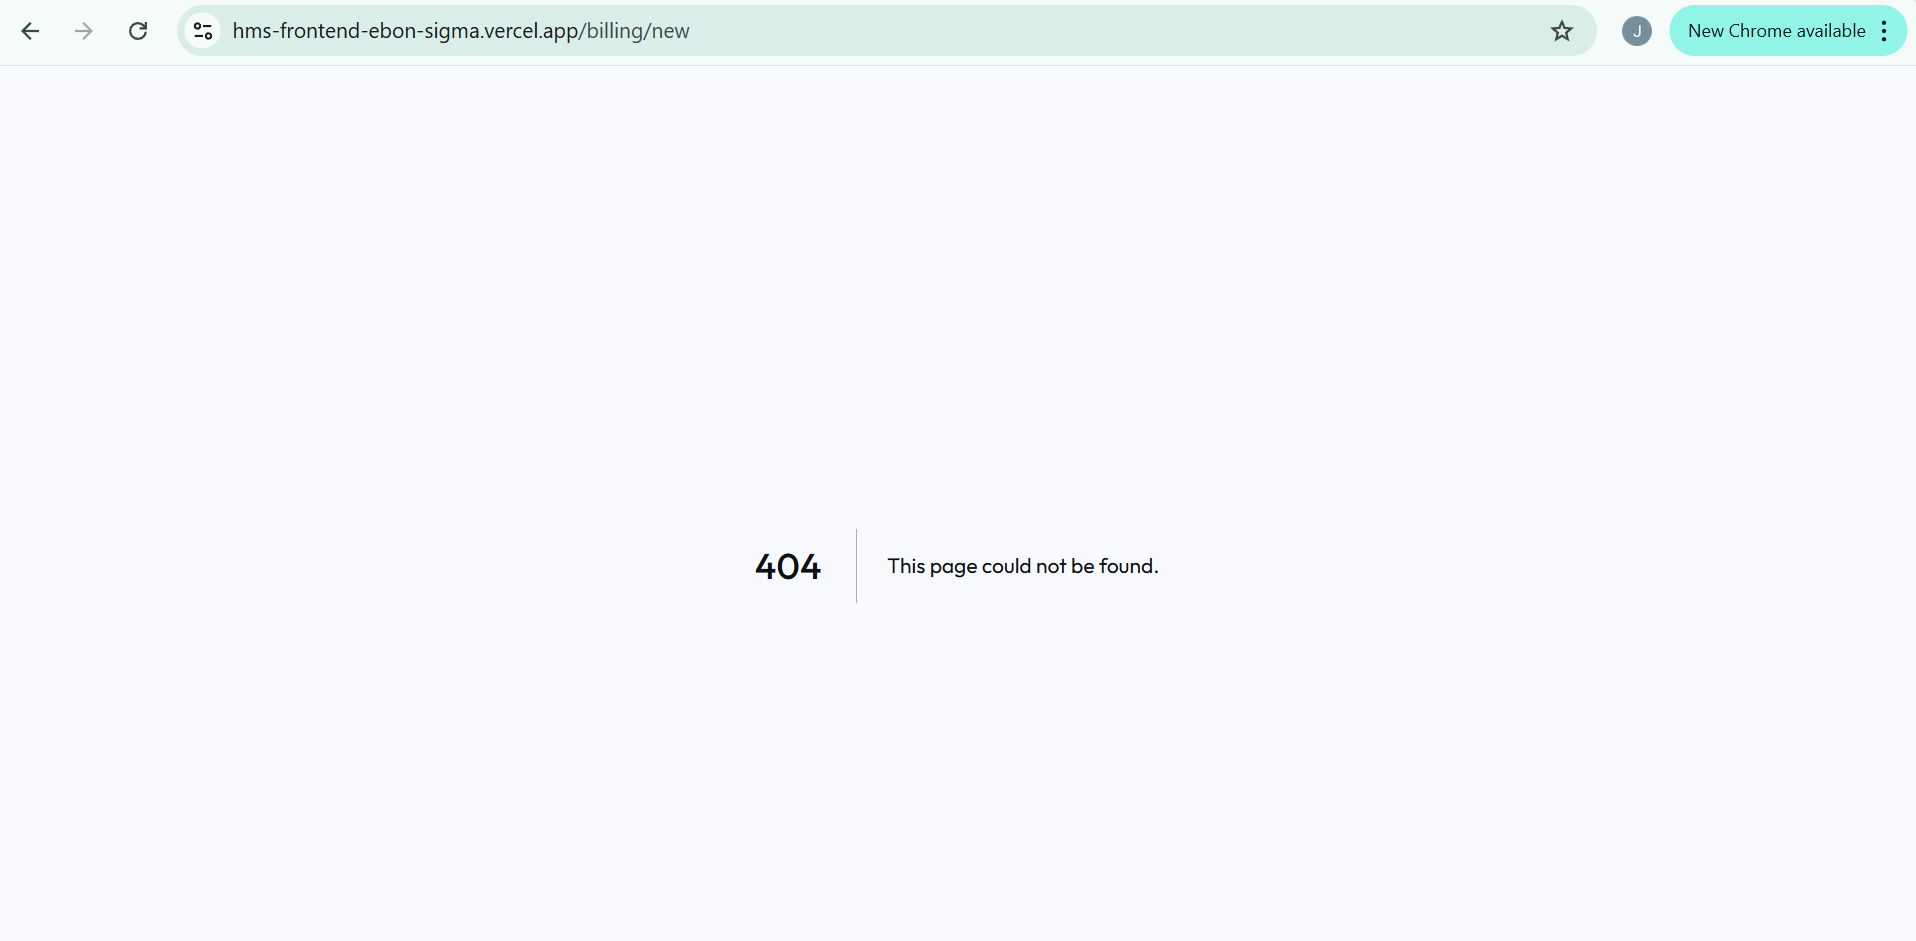 hms-frontend-ebon-sigma.vercel.app/billing/new
J
New Chrome available
404
This page could not be found.